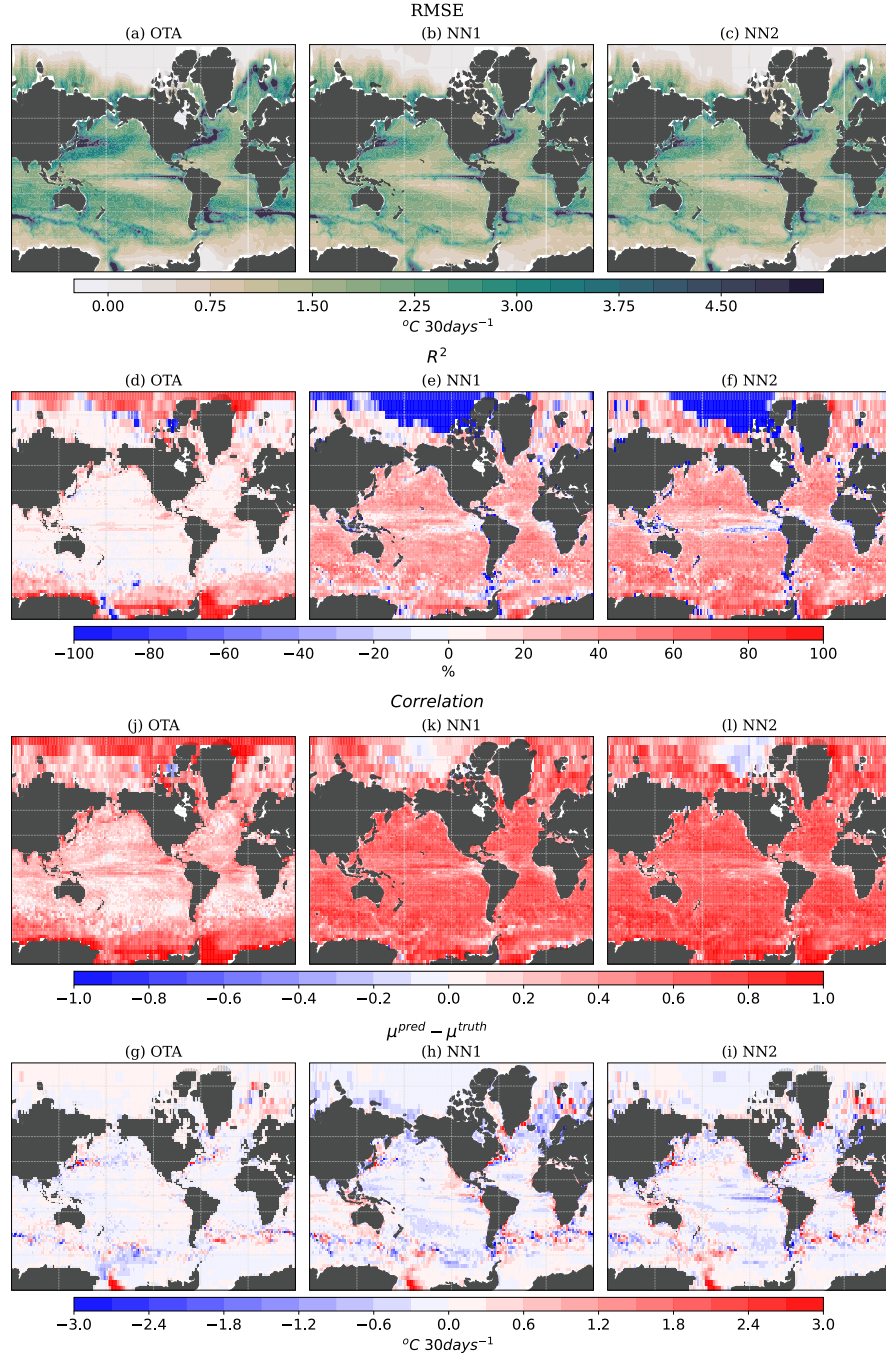 RMSE
(a) OTA (b) NN1 (c) NN2
0.00 0.75 1.50 2.25 3.00 3.75 4.50
°C 30days⁻¹
R²
(d) OTA (e) NN1 (f) NN2
−100 −80 −60 −40 −20 0 20 40 60 80 100
%
Correlation
(j) OTA (k) NN1 (l) NN2
−1.0 −0.8 −0.6 −0.4 −0.2 0.0 0.2 0.4 0.6 0.8 1.0
μᵖʳᵉᵈ − μᵗʳᵘᵗʰ
(g) OTA (h) NN1 (i) NN2
−3.0 −2.4 −1.8 −1.2 −0.6 0.0 0.6 1.2 1.8 2.4 3.0
°C 30days⁻¹